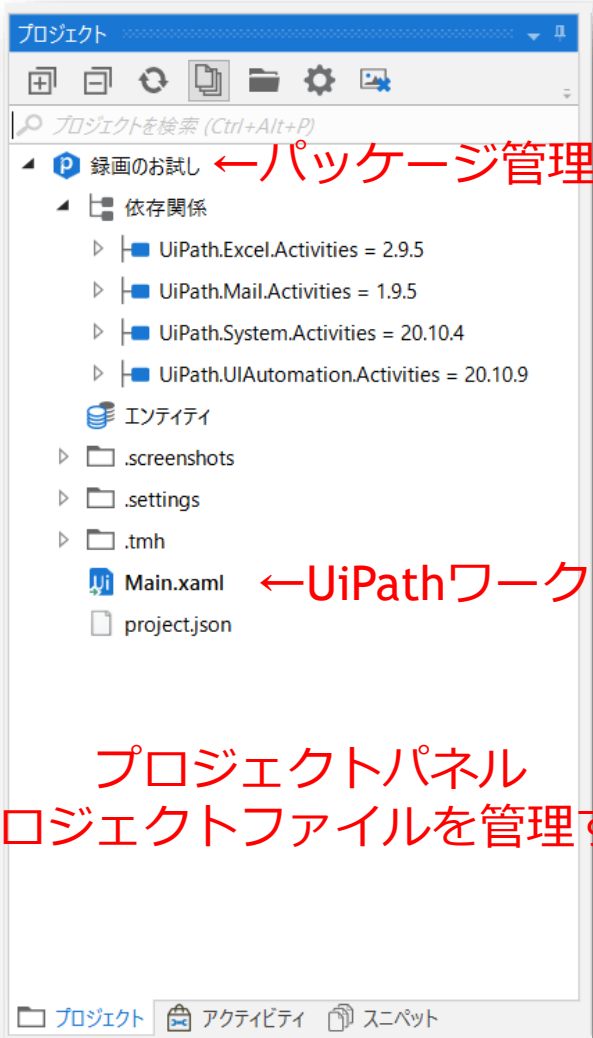 プロジェクト
プロジェクトを検索 (Ctrl+Alt+P)
録画のお試し ←パッケージ管理
依存関係
UiPath.Excel.Activities = 2.9.5
UiPath.Mail.Activities = 1.9.5
UiPath.System.Activities = 20.10.4
UiPath.UIAutomation.Activities = 20.10.9
エンティティ
.screenshots
.settings
.tmh
Main.xaml ←UiPathワーク
project.json
プロジェクトパネル
ロジェクトファイルを管理す
プロジェクト アクティビティ スニペット